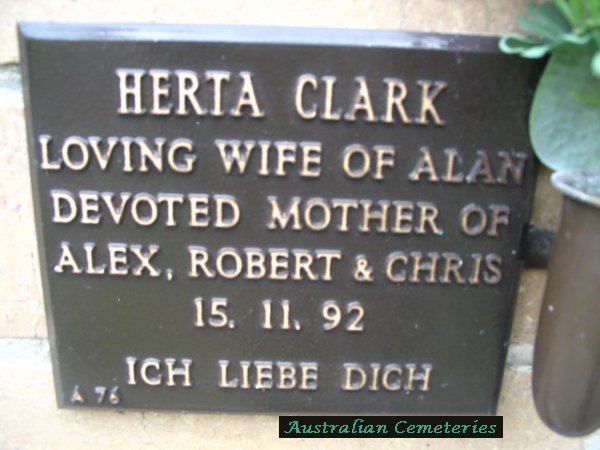 HERTA CLARK
LOVING WIFE OF ALAN
DEVOTED MOTHER OF
ALEX, ROBERT & CHRIS
15. 11. 92
ICH LIEBE DICH
A 76
Australian Cemeteries